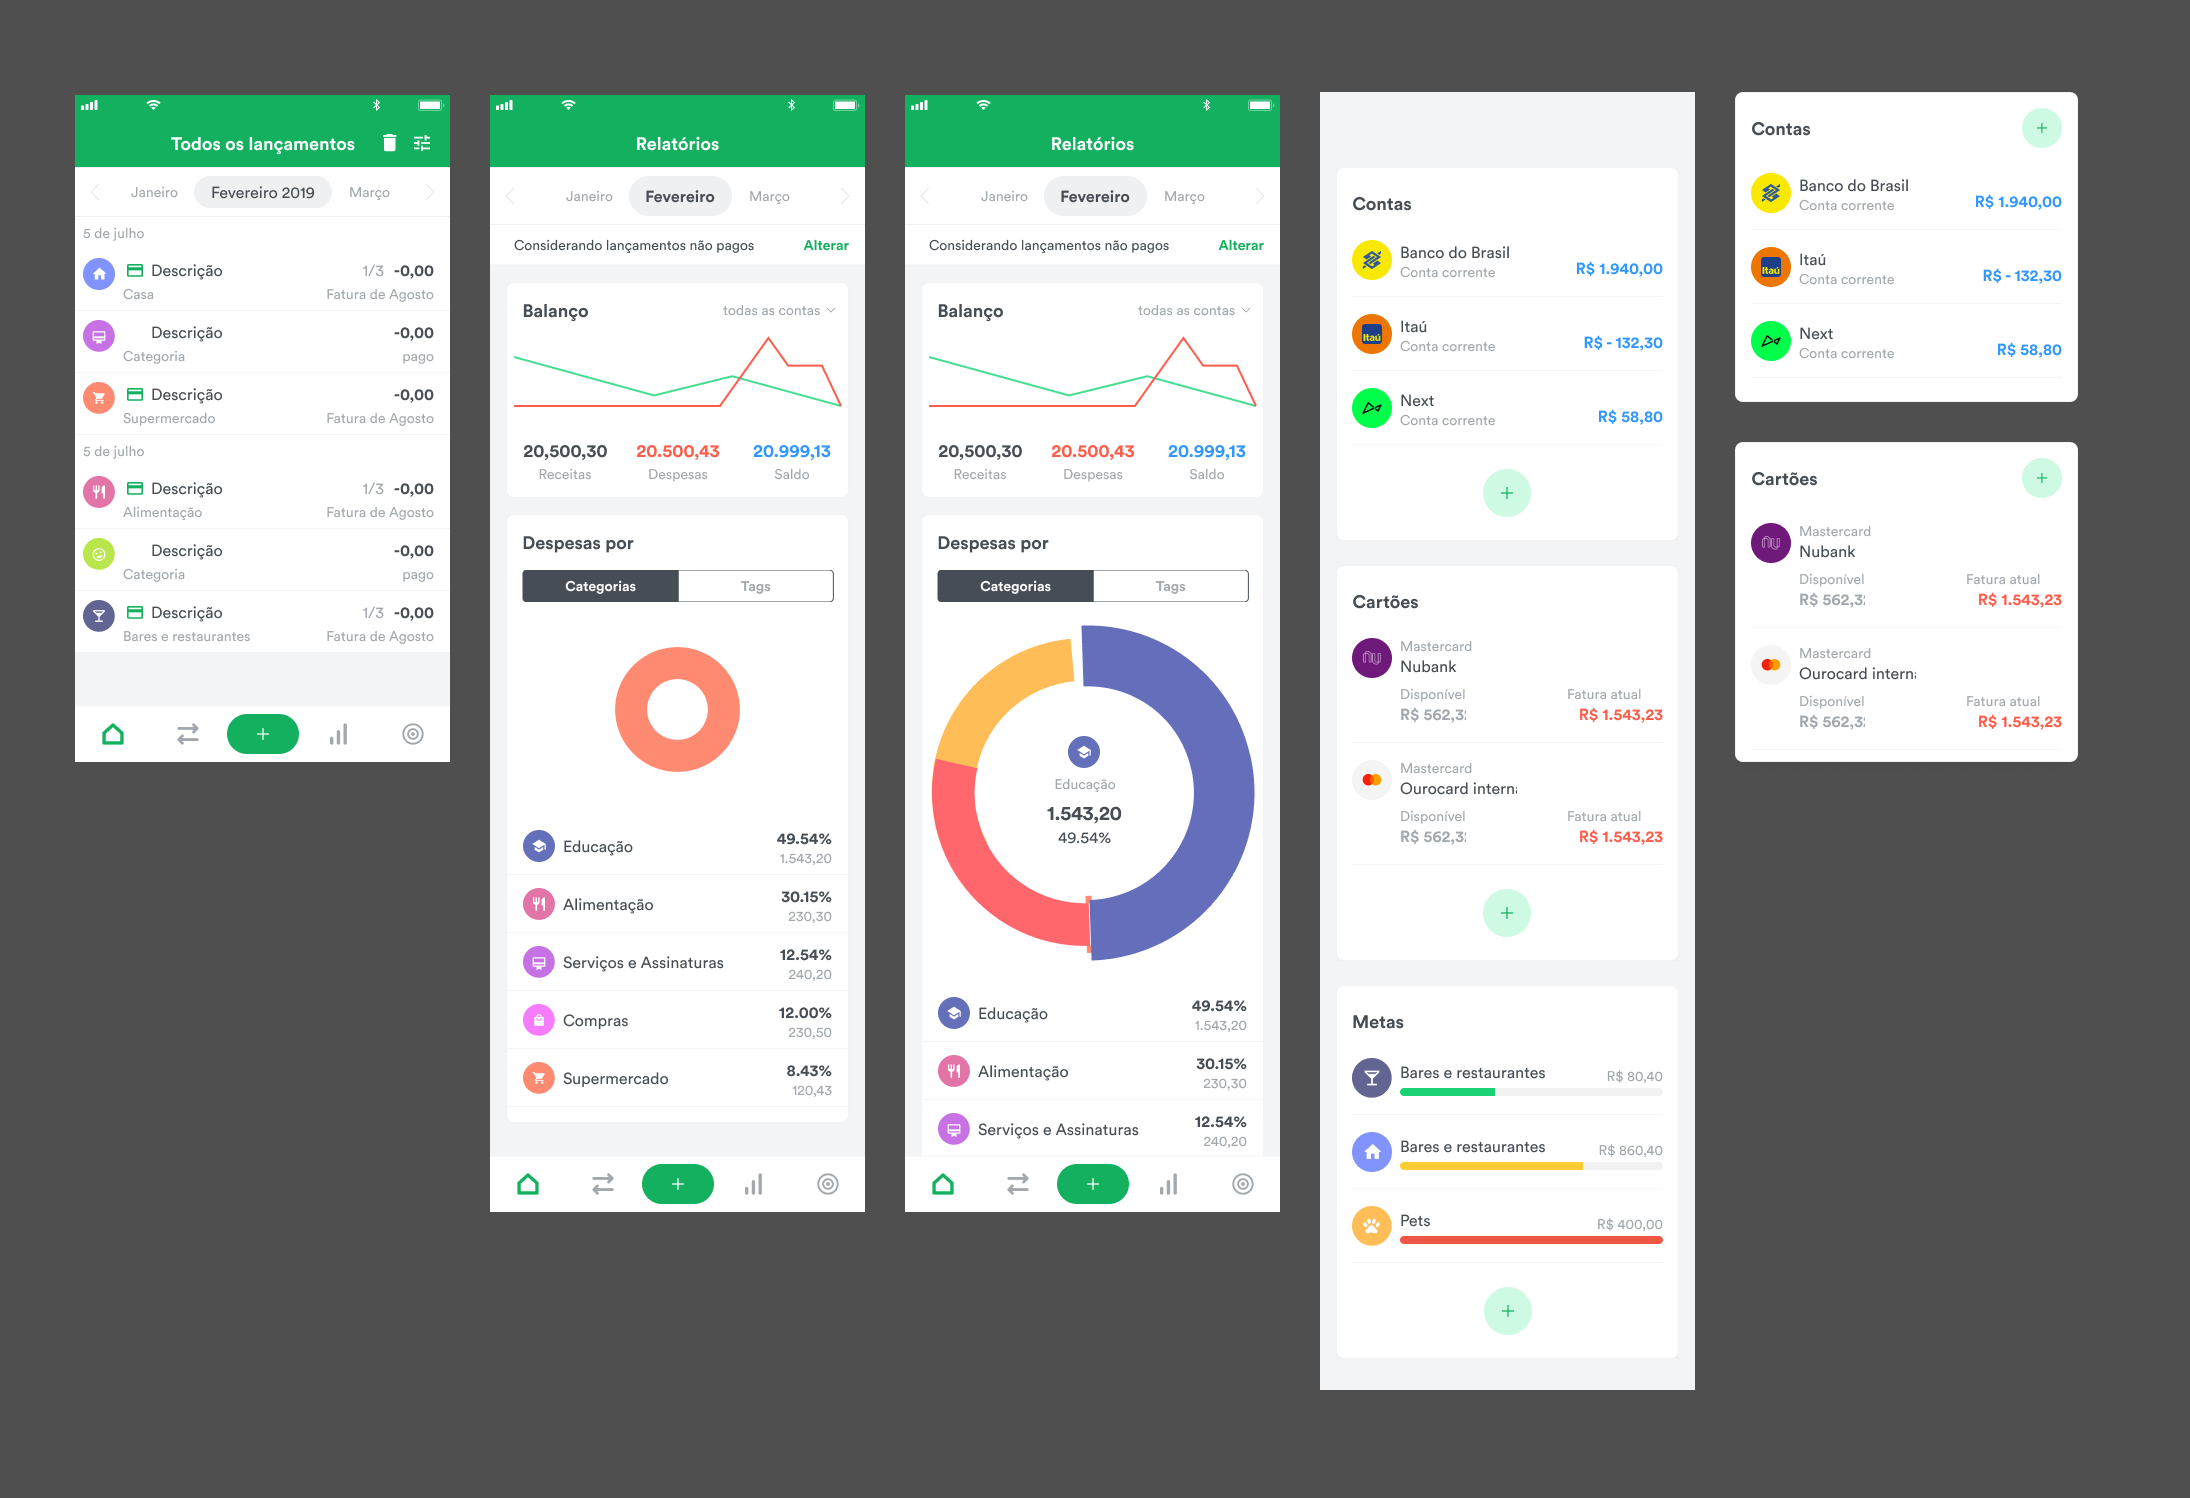 Todos os lançamentos
Janeiro
Fevereiro 2019
Março
5 de julho
Descrição
1/3
-0,00
Casa
Fatura de Agosto
Descrição
-0,00
Categoria
pago
Descrição
-0,00
Supermercado
Fatura de Agosto
5 de julho
Descrição
1/3
-0,00
Alimentação
Fatura de Agosto
Descrição
-0,00
Categoria
pago
Descrição
1/3
-0,00
Bares e restaurantes
Fatura de Agosto
Relatórios
Janeiro
Fevereiro
Março
Considerando lançamentos não pagos
Alterar
Balanço
todas as contas
20,500,30
20.500,43
20.999,13
Receitas
Despesas
Saldo
Despesas por
Categorias
Tags
Educação
49.54%
1.543,20
Alimentação
30.15%
230,30
Serviços e Assinaturas
12.54%
240,20
Compras
12.00%
230,50
Supermercado
8.43%
120,43
Relatórios
Janeiro
Fevereiro
Março
Considerando lançamentos não pagos
Alterar
Balanço
todas as contas
20,500,30
20.500,43
20.999,13
Receitas
Despesas
Saldo
Despesas por
Categorias
Tags
Educação
1.543,20
49.54%
Educação
49.54%
1.543,20
Alimentação
30.15%
230,30
Serviços e Assinaturas
12.54%
240,20
Contas
Banco do Brasil
Conta corrente
R$ 1.940,00
Itaú
Itaú
Conta corrente
R$ - 132,30
Next
Conta corrente
R$ 58,80
Cartões
nu
Mastercard
Nubank
Disponível
Fatura atual
R$ 562,3
R$ 1.543,23
Mastercard
Ourocard intern
Disponível
Fatura atual
R$ 562,3
R$ 1.543,23
Metas
Bares e restaurantes
R$ 80,40
Bares e restaurantes
R$ 860,40
Pets
R$ 400,00
Contas
Banco do Brasil
Conta corrente
R$ 1.940,00
Itaú
Itaú
Conta corrente
R$ - 132,30
Next
Conta corrente
R$ 58,80
Cartões
nu
Mastercard
Nubank
Disponível
Fatura atual
R$ 562,3
R$ 1.543,23
Mastercard
Ourocard intern
Disponível
Fatura atual
R$ 562,3
R$ 1.543,23